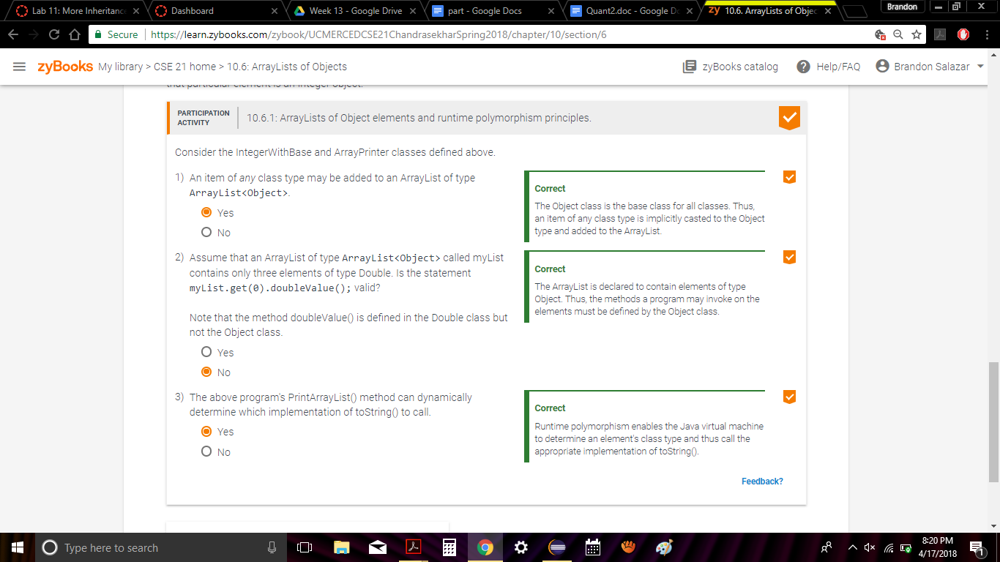 Lab 11: More Inheritanc
Dashboard
Week 13 - Google Drive
part - Google Docs
Quant2.doc - Google D
zy 10.6. ArrayLists of Objec
Brandon
Secure https://learn.zybooks.com/zybook/UCMERCEDCSE21ChandrasekharSpring2018/chapter/10/section/6
zyBooks My library > CSE 21 home > 10.6: ArrayLists of Objects
zyBooks catalog
Help/FAQ
Brandon Salazar
that particular element is an Integer object.
PARTICIPATION
ACTIVITY
10.6.1: ArrayLists of Object elements and runtime polymorphism principles.
Consider the IntegerWithBase and ArrayPrinter classes defined above.
1) An item of any class type may be added to an ArrayList of type
ArrayList<Object>.
Yes
No
Correct
The Object class is the base class for all classes. Thus,
an item of any class type is implicitly casted to the Object
type and added to the ArrayList.
2) Assume that an ArrayList of type ArrayList<Object> called myList
contains only three elements of type Double. Is the statement
myList.get(0).doubleValue(); valid?
Note that the method doubleValue() is defined in the Double class but
not the Object class.
Yes
No
Correct
The ArrayList is declared to contain elements of type
Object. Thus, the methods a program may invoke on the
elements must be defined by the Object class.
3) The above program's PrintArrayList() method can dynamically
determine which implementation of toString() to call.
Yes
No
Correct
Runtime polymorphism enables the Java virtual machine
to determine an element's class type and thus call the
appropriate implementation of toString().
Feedback?
Type here to search
8:20 PM
4/17/2018
1